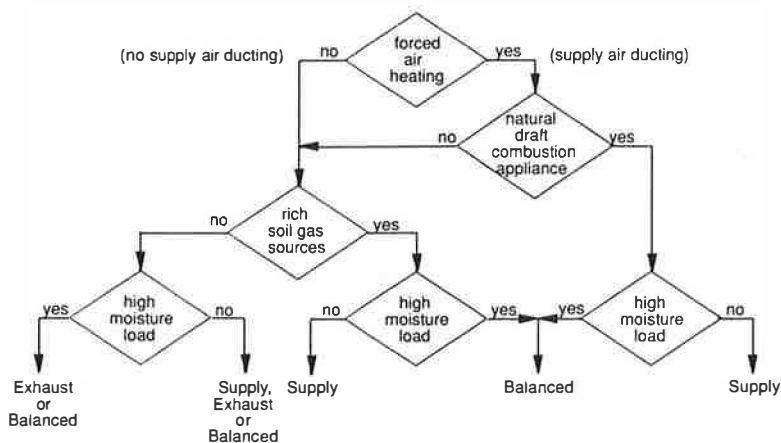 (no supply air ducting)
no
forced
air
heating
yes
(supply air ducting)
no
natural
draft
combustion
appliance
yes
no
rich
soil gas
sources
yes
yes
high
moisture
load
no
no
high
moisture
load
yes
yes
high
moisture
load
no
Exhaust
or
Balanced
Supply,
Exhaust
or
Balanced
Supply
Balanced
Supply